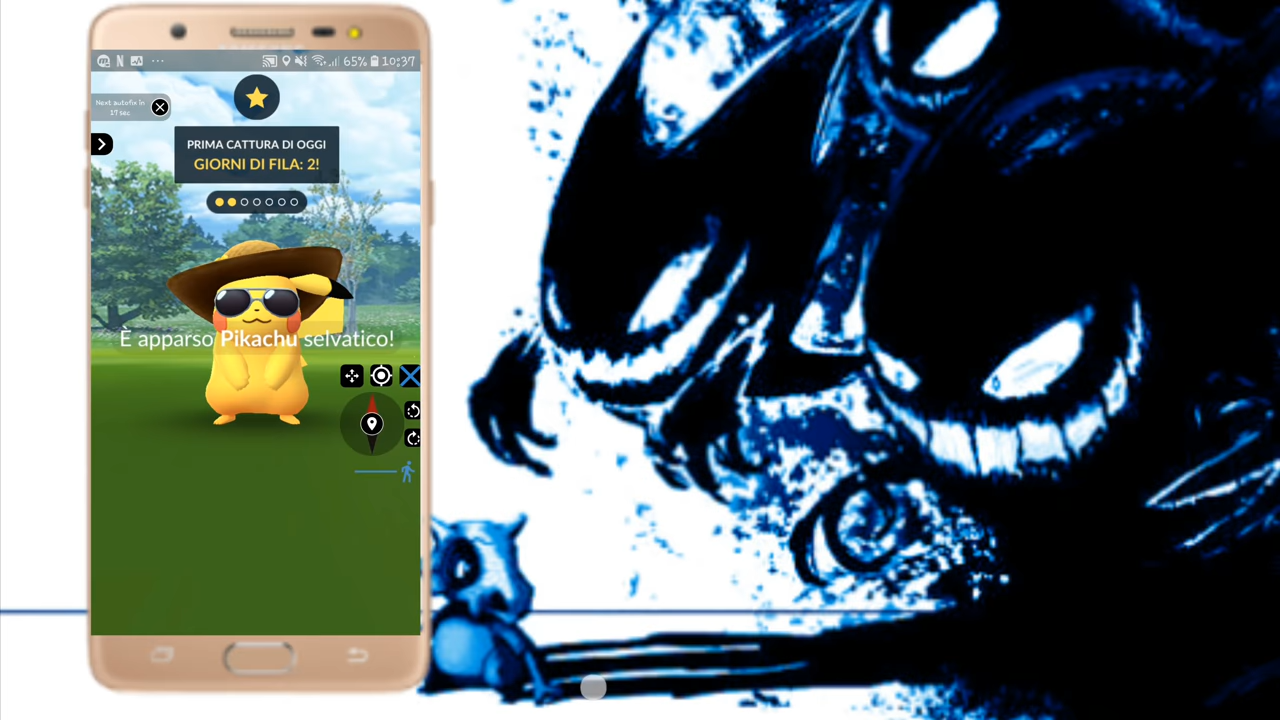 65% 10:37
Next autofix in
17 sec
PRIMA CATTURA DI OGGI
GIORNI DI FILA: 2!
È apparso Pikachu selvatico!